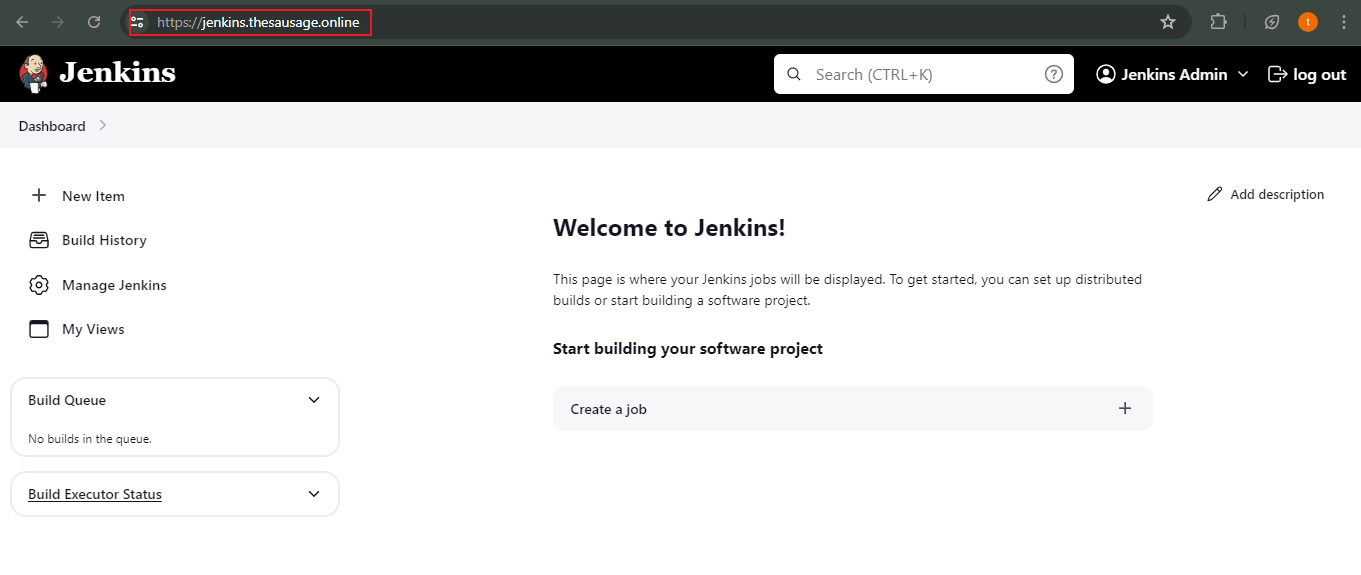 https://jenkins.thesausage.online
t
Jenkins
Search (CTRL+K)
?
Jenkins Admin
log out
Dashboard
New Item
Build History
Manage Jenkins
My Views
Add description
Welcome to Jenkins!
This page is where your Jenkins jobs will be displayed. To get started, you can set up distributed
builds or start building a software project.
Start building your software project
Create a job
Build Queue
No builds in the queue.
Build Executor Status